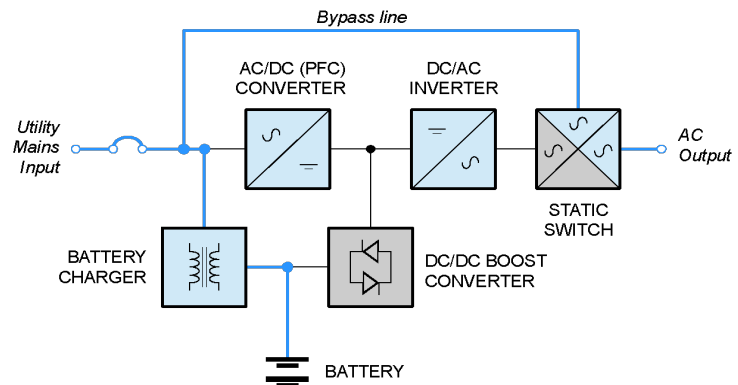 Bypass line
AC/DC (PFC)
CONVERTER
DC/AC
INVERTER
Utility
Mains
Input
AC
Output
STATIC
SWITCH
BATTERY
CHARGER
DC/DC BOOST
CONVERTER
BATTERY